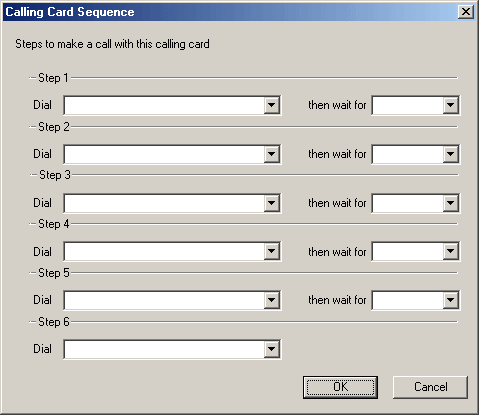 Calling Card Sequence
Steps to make a call with this calling card
Step 1
Dial then wait for
Step 2
Dial then wait for
Step 3
Dial then wait for
Step 4
Dial then wait for
Step 5
Dial then wait for
Step 6
Dial
OK Cancel